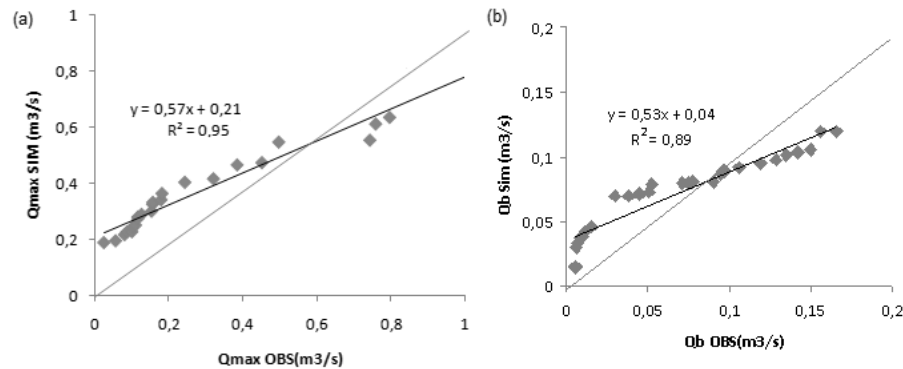 (a)
1
0,8
0,6
0,4
0,2
0
Qmax SIM (m3/s)
y = 0,57x + 0,21
R² = 0,95
0 0,2 0,4 0,6 0,8 1
Qmax OBS(m3/s)
(b)
0,2
0,15
0,1
0,05
0
Qb Sim (m3/s)
y = 0,53x + 0,04
R² = 0,89
0 0,05 0,1 0,15 0,2
Qb OBS(m3/s)